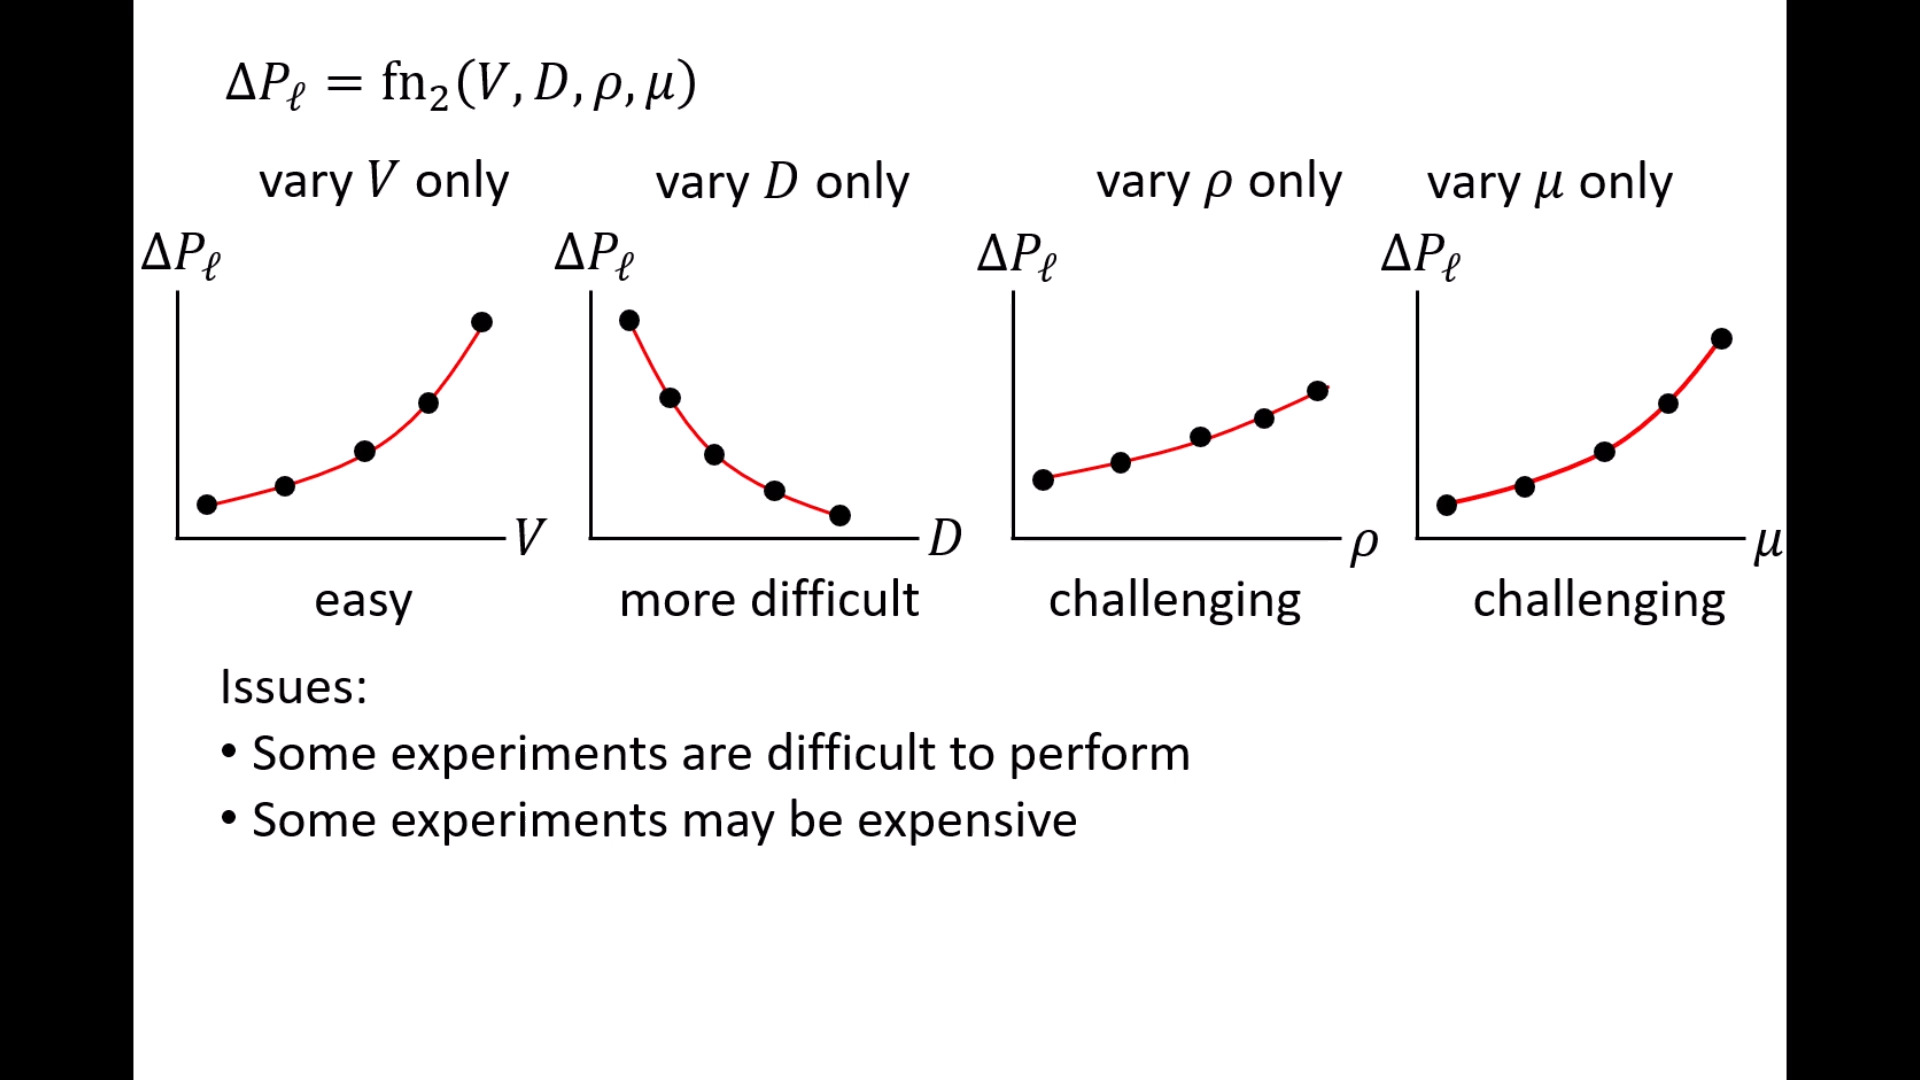 ΔPℓ = fn₂(V, D, ρ, μ)
vary V only
vary D only
vary ρ only
vary μ only
ΔPℓ
ΔPℓ
ΔPℓ
ΔPℓ
V
D
ρ
μ
easy
more difficult
challenging
challenging
Issues:
• Some experiments are difficult to perform
• Some experiments may be expensive